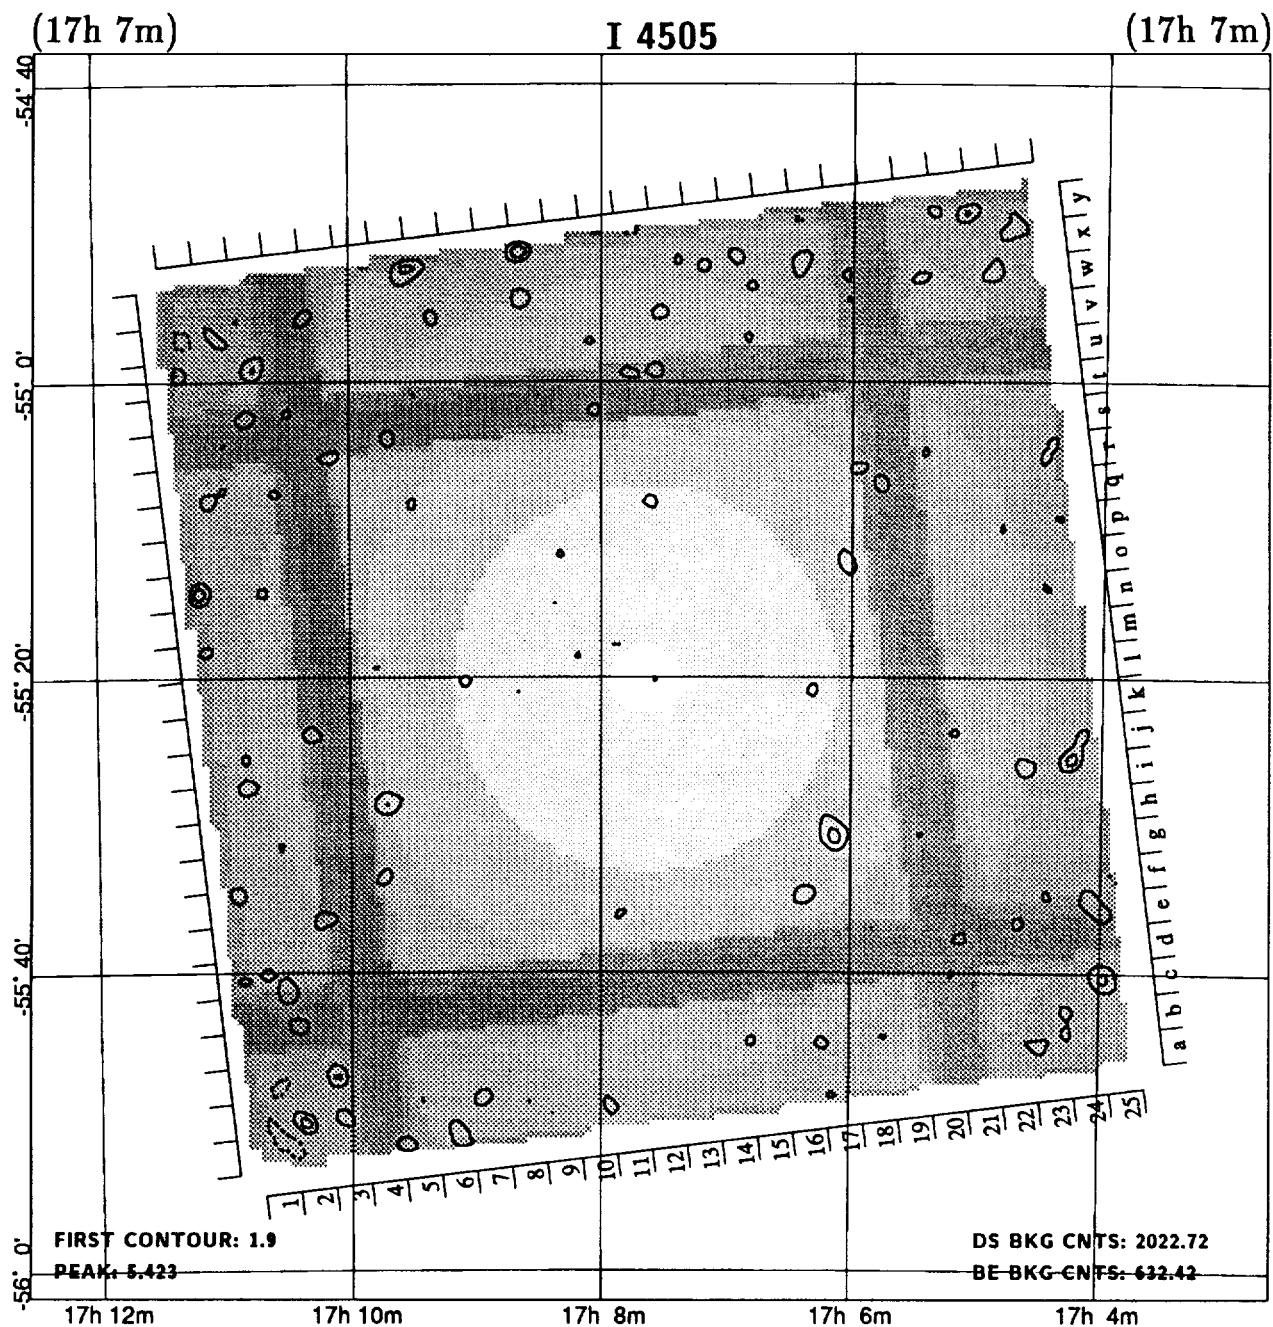 (17h 7m) I 4505 (17h 7m)
-54° 40'
-55° 0'
-55° 20'
-55° 40'
-56° 0'
a b c d e f g h i j k l m n o p q r s t u v w x y
1 2 3 4 5 6 7 8 9 10 11 12 13 14 15 16 17 18 19 20 21 22 23 24 25
FIRST CONTOUR: 1.9
PEAK: 5.423
DS BKG CNTS: 2022.72
BE BKG CNTS: 632.42
17h 12m 17h 10m 17h 8m 17h 6m 17h 4m